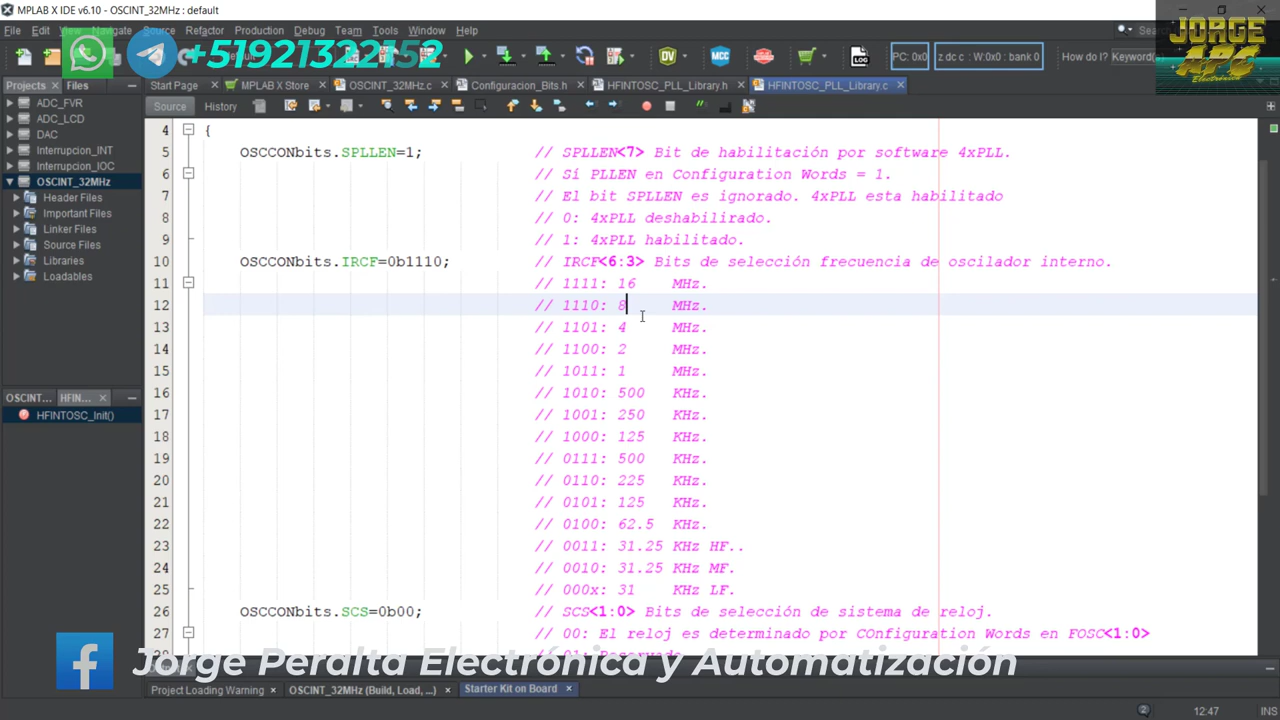 MPLAB X IDE v6.10 - OSCINT_32MHz : default
File Edit View Navigate Source Refactor Production Debug Team Tools Window Help
+51921322152
PC: 0x0 z dc c : W:0x0 : bank 0 How do I? Keyword
JORGE
APC
Electrónica
Projects Files
Start Page MPLAB X Store OSCINT_32MHz.c Configuracion_Bits.h HFINTOSC_PLL_Library.h HFINTOSC_PLL_Library.c
Source History
ADC_FVR
ADC_LCD
DAC
Interrupcion_INT
Interrupcion_IOC
OSCINT_32MHz
Header Files
Important Files
Linker Files
Source Files
Libraries
Loadables
OSCINT... HFIN...
HFINTOSC_Init()
4 {
5 OSCCONbits.SPLLEN=1; // SPLLEN<7> Bit de habilitación por software 4xPLL.
6 // Sí PLLEN en Configuration Words = 1.
7 // El bit SPLLEN es ignorado. 4xPLL esta habilitado
8 // 0: 4xPLL deshabilirado.
9 // 1: 4xPLL habilitado.
10 OSCCONbits.IRCF=0b1110; // IRCF<6:3> Bits de selección frecuencia de oscilador interno.
11 // 1111: 16 MHz.
12 // 1110: 8 MHz.
13 // 1101: 4 MHz.
14 // 1100: 2 MHz.
15 // 1011: 1 MHz.
16 // 1010: 500 KHz.
17 // 1001: 250 KHz.
18 // 1000: 125 KHz.
19 // 0111: 500 KHz.
20 // 0110: 225 KHz.
21 // 0101: 125 KHz.
22 // 0100: 62.5 KHz.
23 // 0011: 31.25 KHz HF..
24 // 0010: 31.25 KHz MF.
25 // 000x: 31 KHz LF.
26 OSCCONbits.SCS=0b00; // SCS<1:0> Bits de selección de sistema de reloj.
27 // 00: El reloj es determinado por COnfiguration Words en FOSC<1:0>
Jorge Peralta Electrónica y Automatización
Project Loading Warning OSCINT_32MHz (Build, Load, ...) Starter Kit on Board
2 12:47 INS